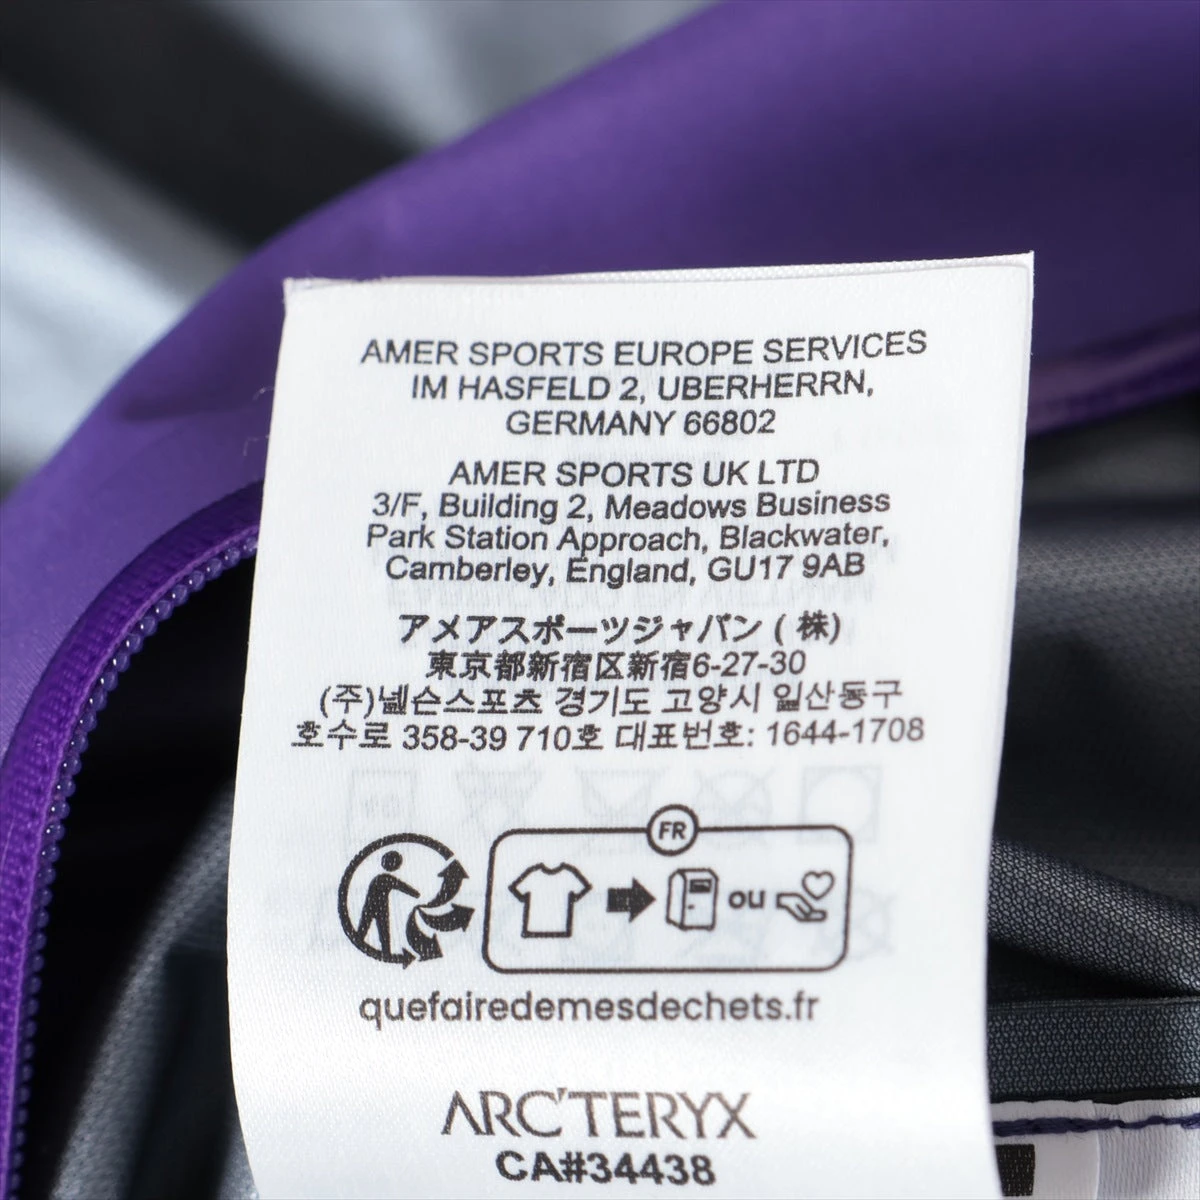 AMER SPORTS EUROPE SERVICES
IM HASFELD 2, UBERHERRN,
GERMANY 66802
AMER SPORTS UK LTD
3/F, Building 2, Meadows Business
Park Station Approach, Blackwater,
Camberley, England, GU17 9AB
アメアスポーツジャパン ( 株)
東京都新宿区新宿6-27-30
(주)넬슨스포츠 경기도 고양시 일산동구
호수로 358-39 710호 대표번호: 1644-1708
FR
ou
quefairedemesdechets.fr
ARC'TERYX
CA#34438